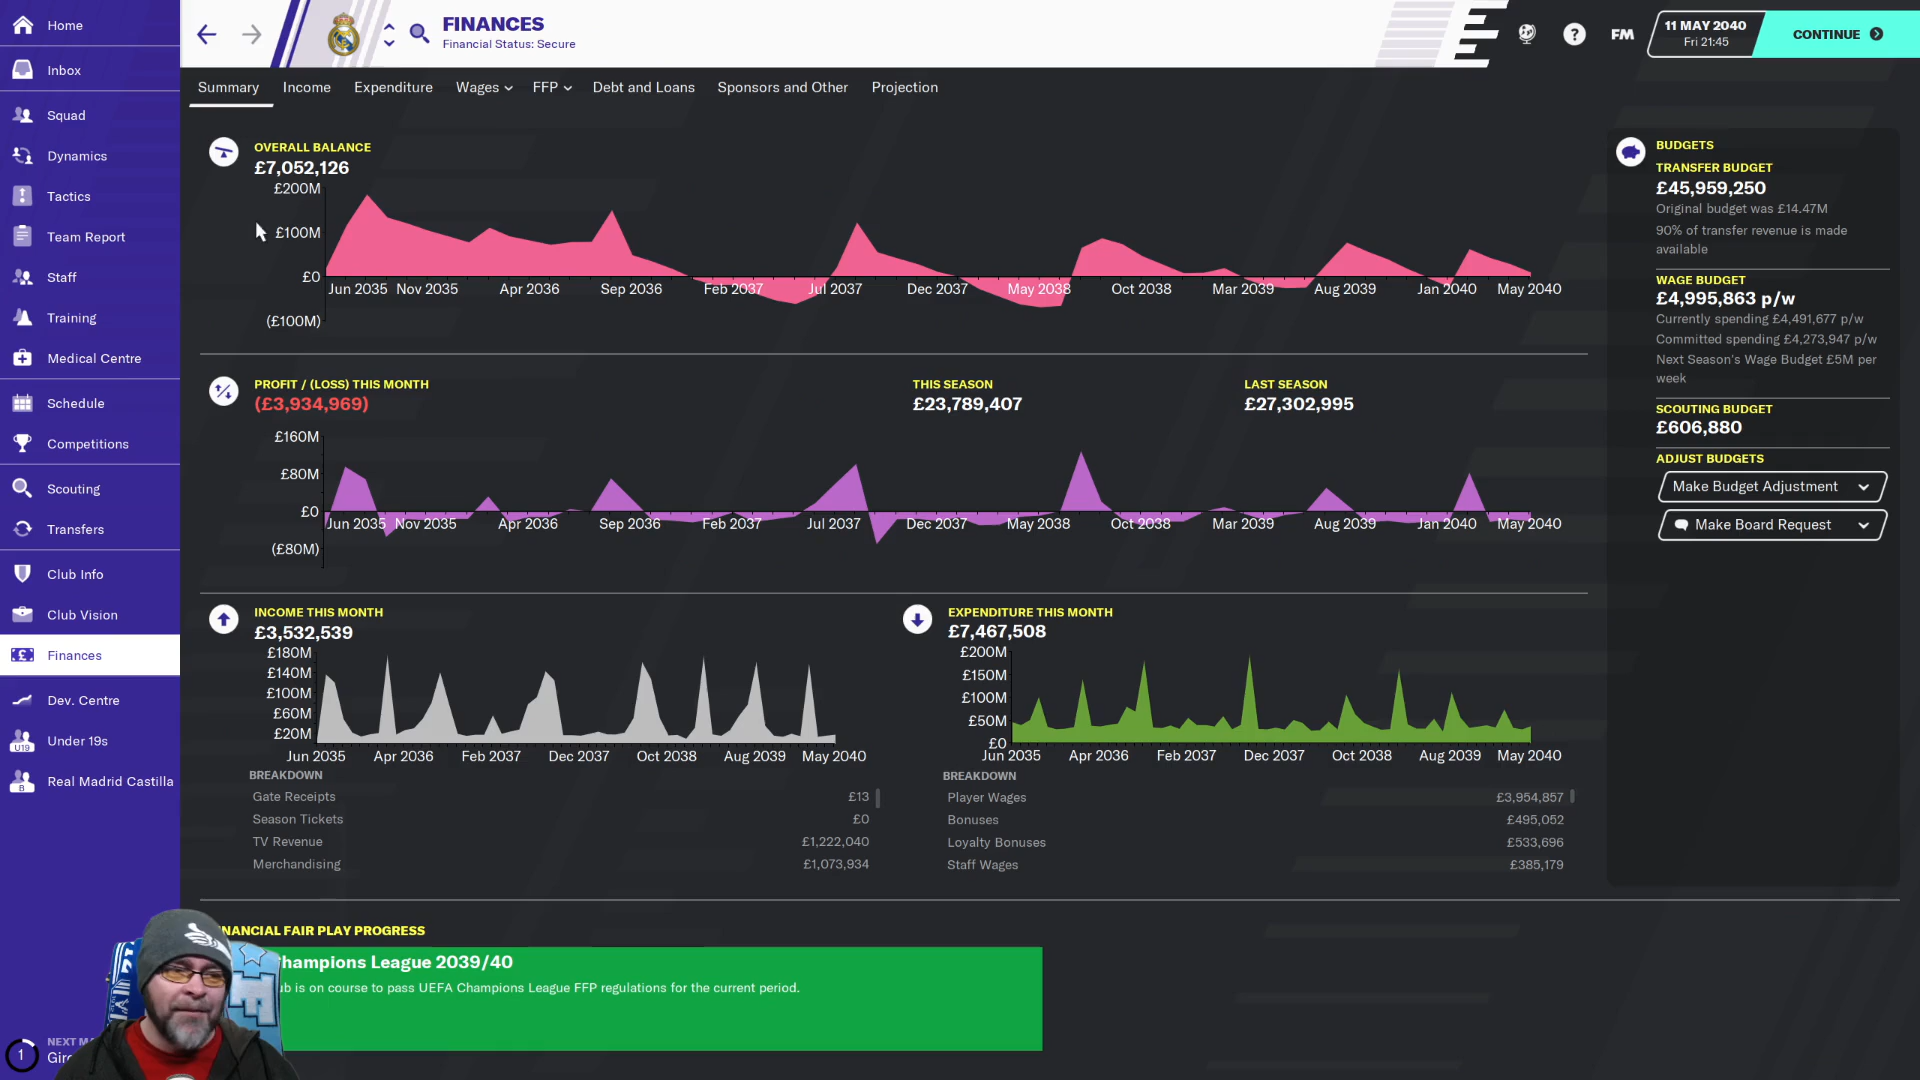 Home
Inbox
Squad
Dynamics
Tactics
Team Report
Staff
Training
Medical Centre
Schedule
Competitions
Scouting
Transfers
Club Info
Club Vision
Finances
Dev. Centre
U19
Under 19s
B
Real Madrid Castilla
1
FINANCES
Financial Status: Secure
FM
11 MAY 2040
Fri 21:45
CONTINUE
Summary Income Expenditure Wages FFP Debt and Loans Sponsors and Other Projection
OVERALL BALANCE
£7,052,126
£200M
£100M
£0
(£100M)
Jun 2035 Nov 2035 Apr 2036 Sep 2036 Feb 2037 Jul 2037 Dec 2037 May 2038 Oct 2038 Mar 2039 Aug 2039 Jan 2040 May 2040
PROFIT / (LOSS) THIS MONTH
(£3,934,969)
THIS SEASON
£23,789,407
LAST SEASON
£27,302,995
£160M
£80M
£0
(£80M)
Jun 2035 Nov 2035 Apr 2036 Sep 2036 Feb 2037 Jul 2037 Dec 2037 May 2038 Oct 2038 Mar 2039 Aug 2039 Jan 2040 May 2040
INCOME THIS MONTH
£3,532,539
£180M
£140M
£100M
£60M
£20M
Jun 2035 Apr 2036 Feb 2037 Dec 2037 Oct 2038 Aug 2039 May 2040
BREAKDOWN
Gate Receipts £13
Season Tickets £0
TV Revenue £1,222,040
Merchandising £1,073,934
EXPENDITURE THIS MONTH
£7,467,508
£200M
£150M
£100M
£50M
£0
Jun 2035 Apr 2036 Feb 2037 Dec 2037 Oct 2038 Aug 2039 May 2040
BREAKDOWN
Player Wages £3,954,857
Bonuses £495,052
Loyalty Bonuses £533,696
Staff Wages £385,179
FAIR PLAY PROGRESS
League 2039/40
is on course to pass UEFA Champions League FFP regulations for the current period.
BUDGETS
TRANSFER BUDGET
£45,959,250
Original budget was £14.47M
90% of transfer revenue is made
available
WAGE BUDGET
£4,995,863 p/w
Currently spending £4,491,677 p/w
Committed spending £4,273,947 p/w
Next Season's Wage Budget £5M per
week
SCOUTING BUDGET
£606,880
ADJUST BUDGETS
Make Budget Adjustment
Make Board Request